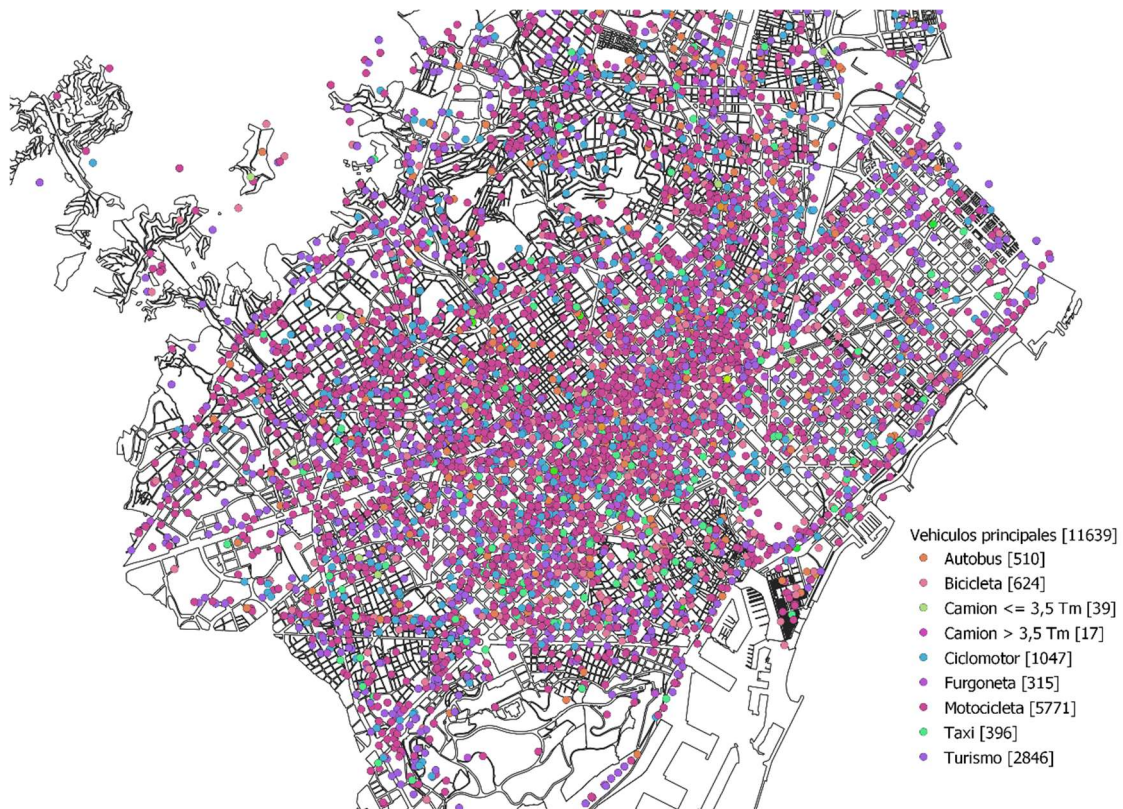 Vehiculos principales [11639]
Autobus [510]
Bicicleta [624]
Camion <= 3,5 Tm [39]
Camion > 3,5 Tm [17]
Ciclomotor [1047]
Furgoneta [315]
Motocicleta [5771]
Taxi [396]
Turismo [2846]